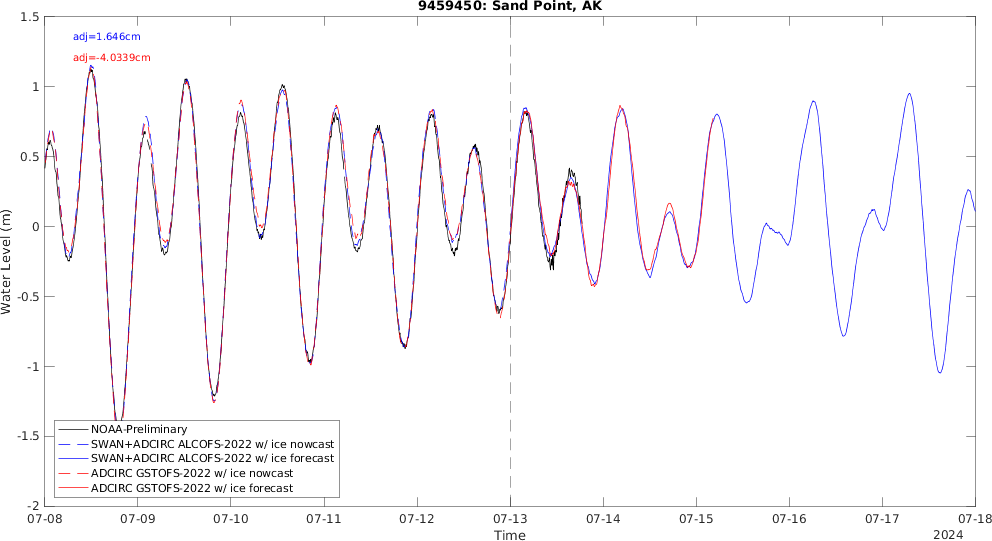 9459450: Sand Point, AK
adj=1.646cm
adj=-4.0339cm
Water Level (m)
1.5
1
0.5
0
-0.5
-1
-1.5
-2
NOAA-Preliminary
SWAN+ADCIRC ALCOFS-2022 w/ ice nowcast
SWAN+ADCIRC ALCOFS-2022 w/ ice forecast
ADCIRC GSTOFS-2022 w/ ice nowcast
ADCIRC GSTOFS-2022 w/ ice forecast
07-08 07-09 07-10 07-11 07-12 07-13 07-14 07-15 07-16 07-17 07-18
Time
2024